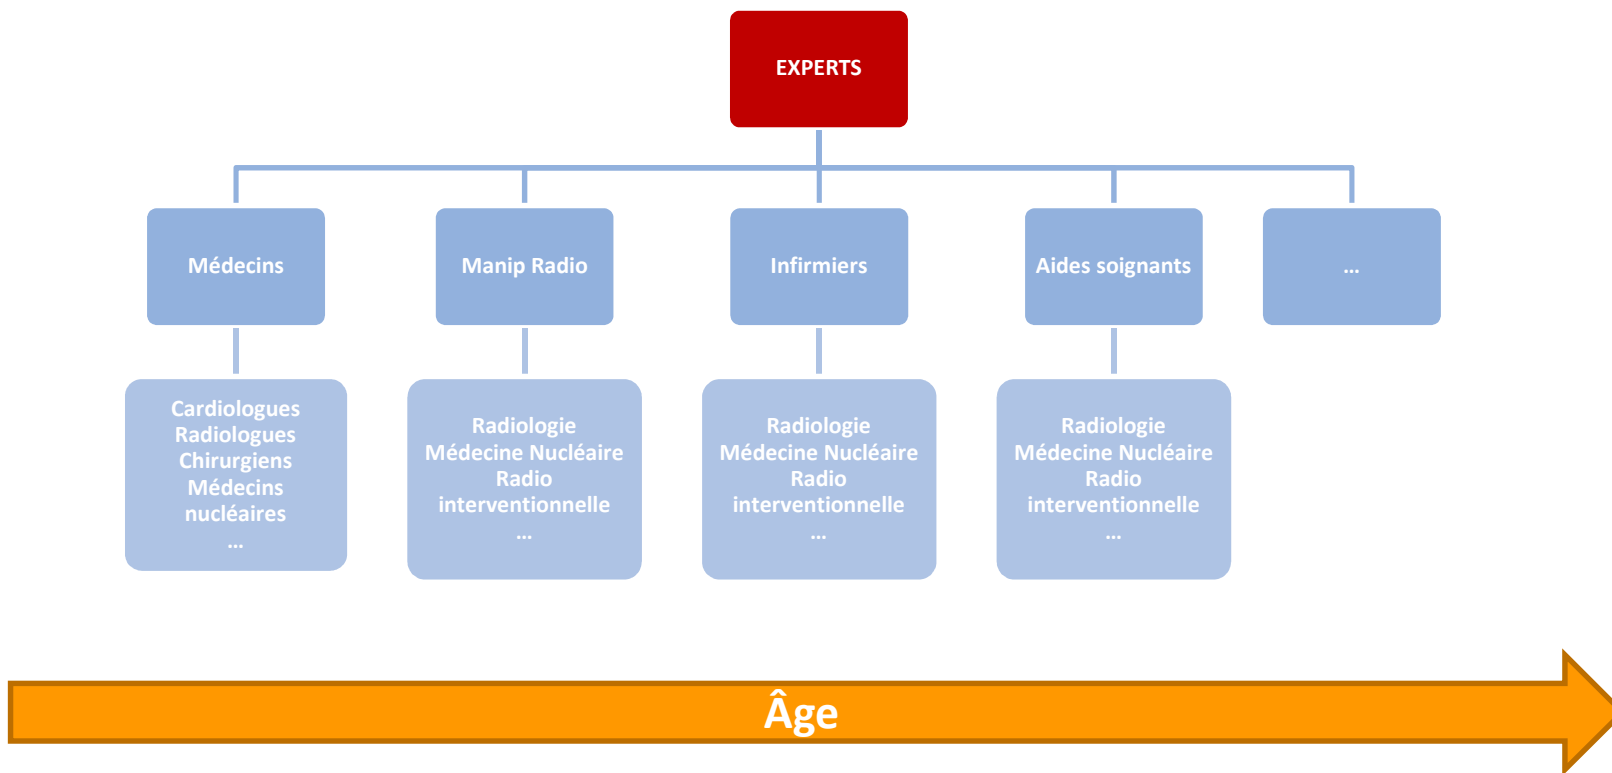 EXPERTS
Médecins
Manip Radio
Infirmiers
Aides soignants
...
Cardiologues
Radiologues
Chirurgiens
Médecins
nucléaires
...
Radiologie
Médecine Nucléaire
Radio
interventionnelle
...
Radiologie
Médecine Nucléaire
Radio
interventionnelle
...
Radiologie
Médecine Nucléaire
Radio
interventionnelle
...
Âge